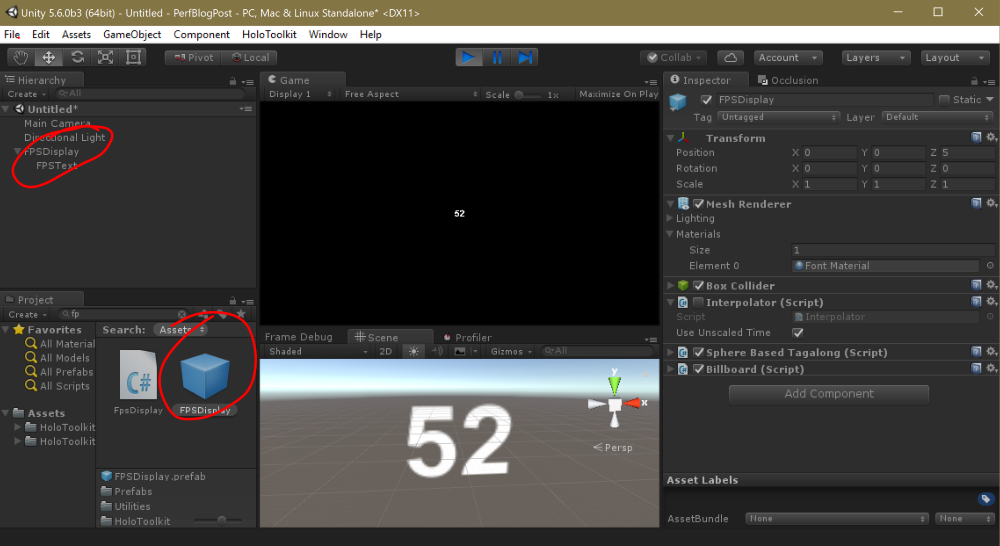 Unity 5.6.0b3 (64bit) - Untitled - PerfBlogPost - PC, Mac & Linux Standalone* <DX11>
File Edit Assets GameObject Component HoloToolkit Window Help
Pivot Local Collab Account Layers Layout
Hierarchy
Create All
Untitled*
Main Camera
Directional Light
FPSDisplay
FPSText
Game
Display 1 Free Aspect Scale 1x Maximize On Play
52
Inspector Occlusion
FPSDisplay Static
Tag Untagged Layer Default
Transform
Position X 0 Y 0 Z 5
Rotation X 0 Y 0 Z 0
Scale X 1 Y 1 Z 1
Mesh Renderer
Lighting
Materials
Size 1
Element 0 Font Material
Box Collider
Interpolator (Script)
Script Interpolator
Use Unscaled Time
Sphere Based Tagalong (Script)
Billboard (Script)
Add Component
Asset Labels
AssetBundle None None
Project
Create fp
Favorites
All Material
All Models
All Prefabs
All Scripts
Assets
HoloToolkit
HoloToolkit
Search: Assets
C#
FpsDisplay FPSDisplay
FPSDisplay.prefab
Prefabs
Utilities
HoloToolkit
Frame Debug Scene Profiler
Shaded 2D Gizmos All
52
y
x
Persp